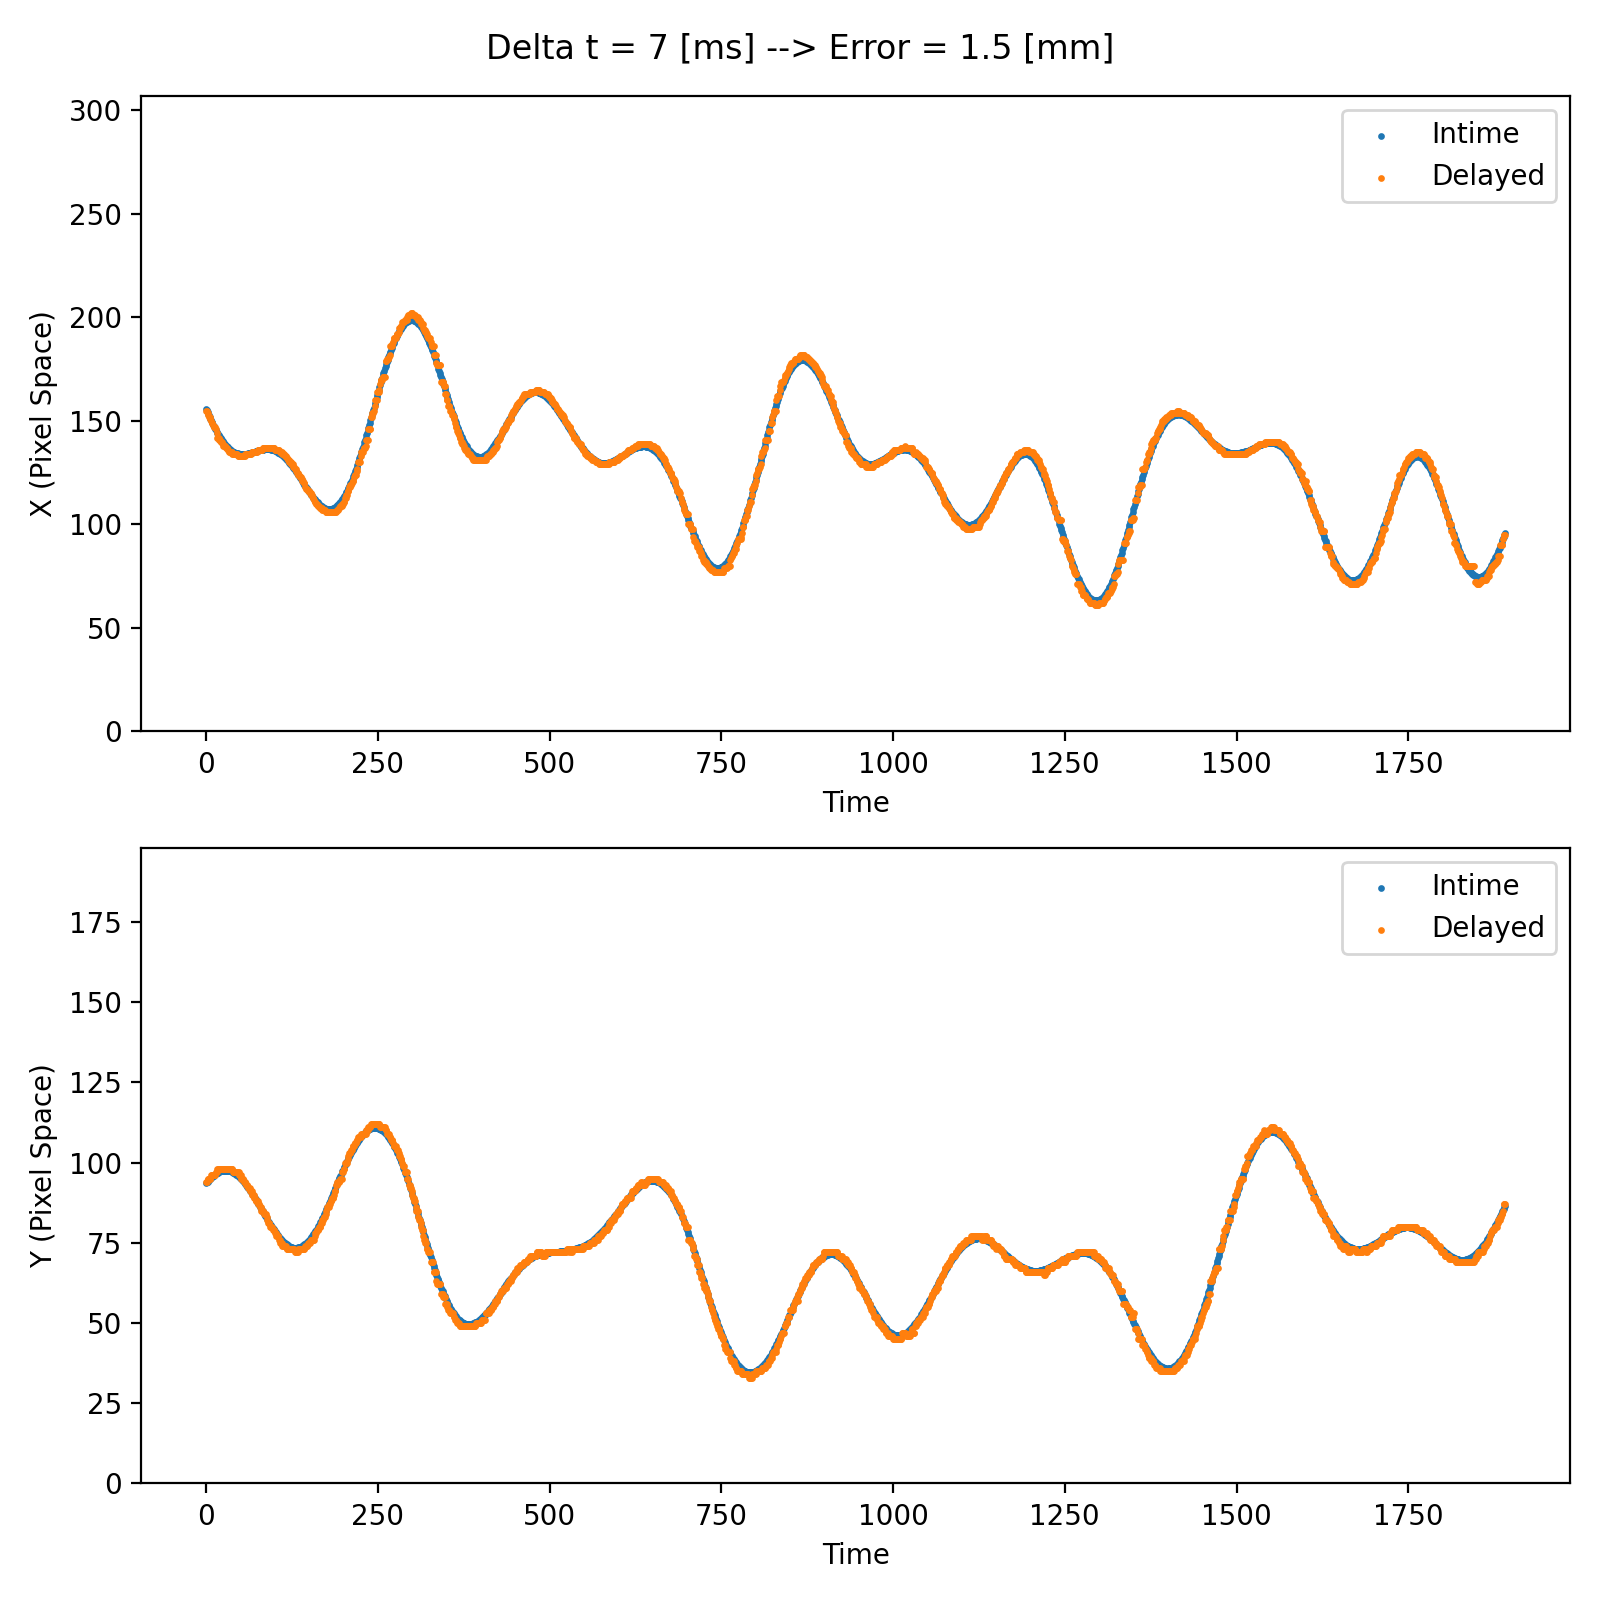 Delta t = 7 [ms] --> Error = 1.5 [mm]
300
250
200
150
100
50
0
X (Pixel Space)
Intime
Delayed
0 250 500 750 1000 1250 1500 1750
Time
175
150
125
100
75
50
25
0
Y (Pixel Space)
Intime
Delayed
0 250 500 750 1000 1250 1500 1750
Time